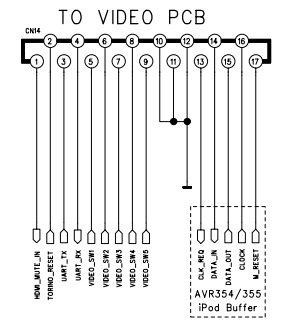 TO VIDEO PCB
CN14
2 4 6 8 10 12 14 16
1 3 5 7 9 11 13 15 17
HDMI_MUTE_IN
TORINO_RESET
UART_TX
UART_RX
VIDEO_SW1
VIDEO_SW2
VIDEO_SW3
VIDEO_SW4
VIDEO_SW5
CLK_REQ
DATA_IN
DATA_OUT
CLOCK
M_RESET
AVR354/355
iPod Buffer